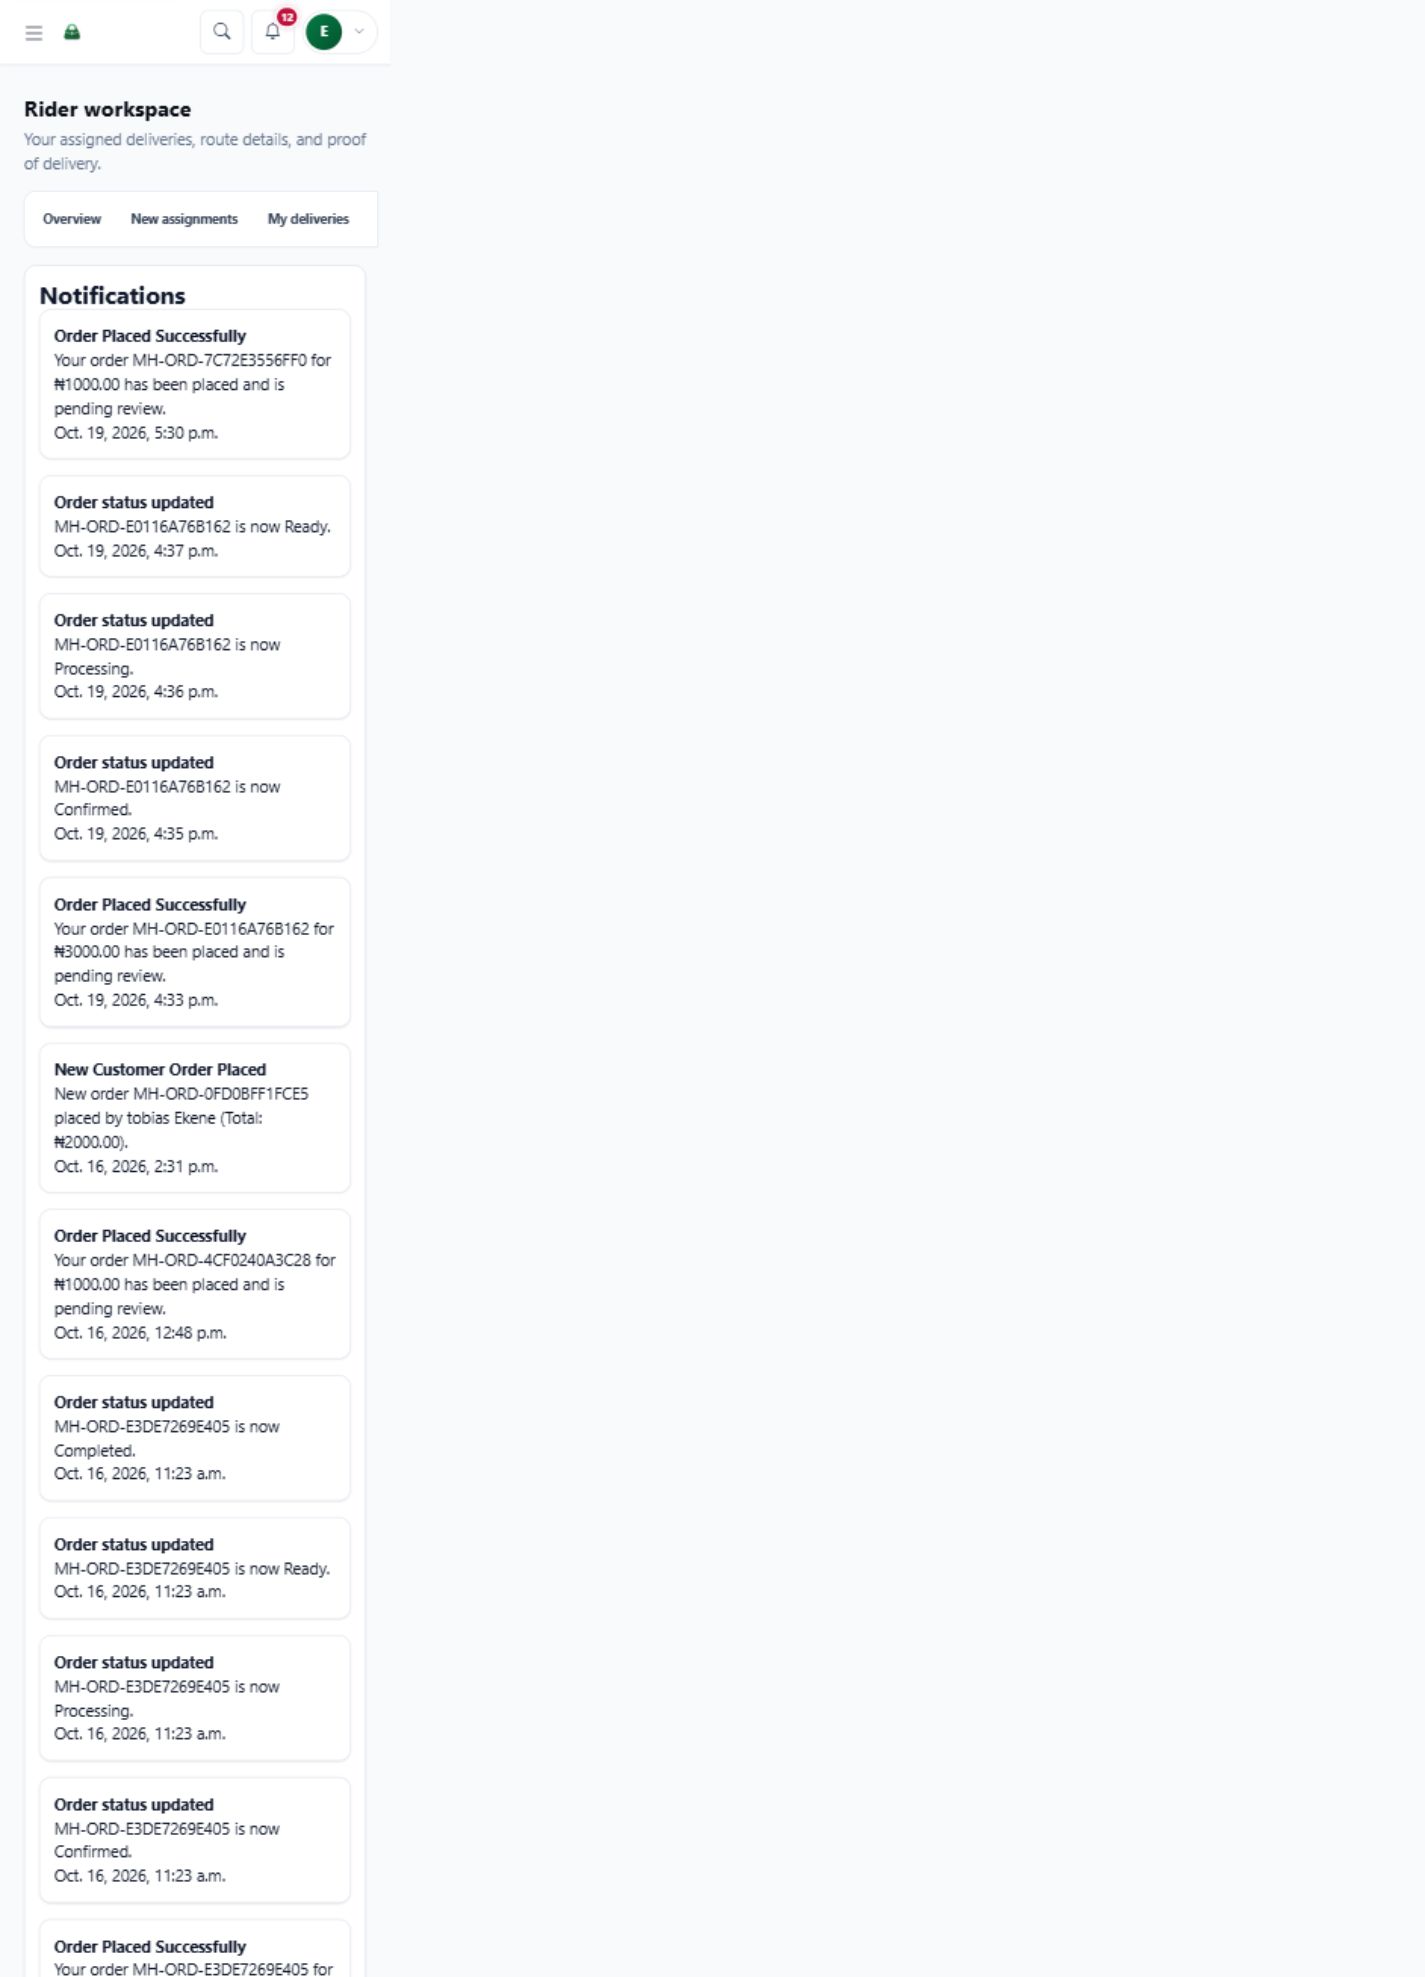 12
E
Rider workspace
Your assigned deliveries, route details, and proof
of delivery.
Overview New assignments My deliveries
Notifications
Order Placed Successfully
Your order MH-ORD-7C72E3556FF0 for
₦1000.00 has been placed and is
pending review.
Oct. 19, 2026, 5:30 p.m.
Order status updated
MH-ORD-E0116A76B162 is now Ready.
Oct. 19, 2026, 4:37 p.m.
Order status updated
MH-ORD-E0116A76B162 is now
Processing.
Oct. 19, 2026, 4:36 p.m.
Order status updated
MH-ORD-E0116A76B162 is now
Confirmed.
Oct. 19, 2026, 4:35 p.m.
Order Placed Successfully
Your order MH-ORD-E0116A76B162 for
₦3000.00 has been placed and is
pending review.
Oct. 19, 2026, 4:33 p.m.
New Customer Order Placed
New order MH-ORD-0FD0BFF1FCE5
placed by tobias Ekene (Total:
₦2000.00).
Oct. 16, 2026, 2:31 p.m.
Order Placed Successfully
Your order MH-ORD-4CF0240A3C28 for
₦1000.00 has been placed and is
pending review.
Oct. 16, 2026, 12:48 p.m.
Order status updated
MH-ORD-E3DE7269E405 is now
Completed.
Oct. 16, 2026, 11:23 a.m.
Order status updated
MH-ORD-E3DE7269E405 is now Ready.
Oct. 16, 2026, 11:23 a.m.
Order status updated
MH-ORD-E3DE7269E405 is now
Processing.
Oct. 16, 2026, 11:23 a.m.
Order status updated
MH-ORD-E3DE7269E405 is now
Confirmed.
Oct. 16, 2026, 11:23 a.m.
Order Placed Successfully
Your order MH-ORD-E3DE7269E405 for